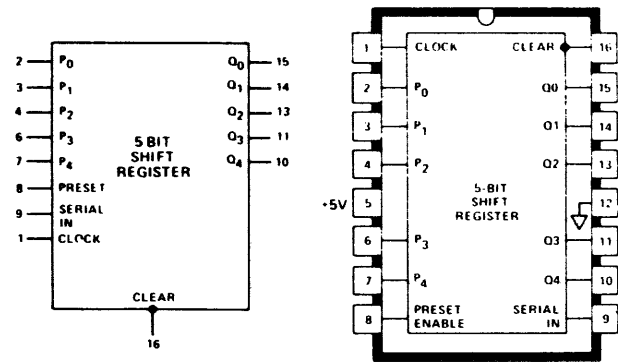 2 P0 Q0 15
3 P1 Q1 14
4 P2 Q2 13
6 P3 Q3 11
7 P4 Q4 10
5 BIT
SHIFT
REGISTER
8 PRESET
9 SERIAL
IN
1 CLOCK
CLEAR
16
1 CLOCK CLEAR 16
2 P0 Q0 15
3 P1 Q1 14
4 P2 Q2 13
+5V 5 12
5-BIT
SHIFT
REGISTER
6 P3 Q3 11
7 P4 Q4 10
8 PRESET
ENABLE
SERIAL
IN 9